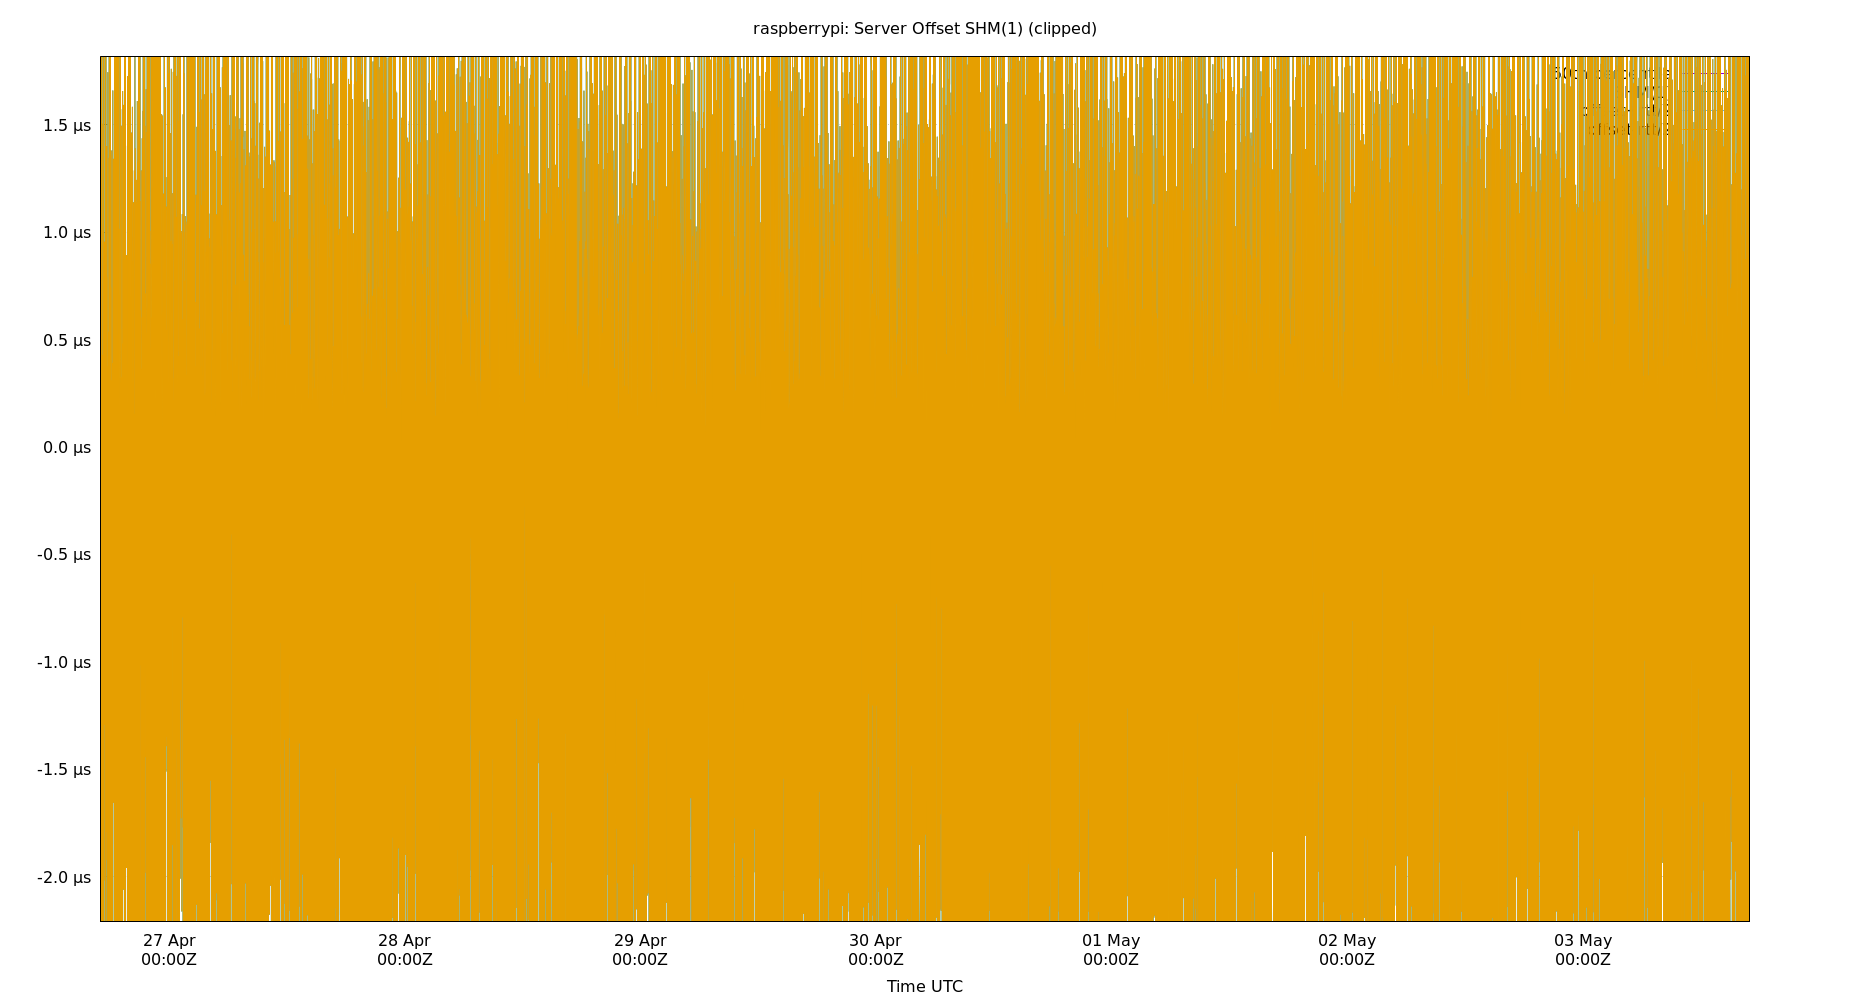 raspberrypi: Server Offset SHM(1) (clipped)
1.5 µs
1.0 µs
0.5 µs
0.0 µs
-0.5 µs
-1.0 µs
-1.5 µs
-2.0 µs
27 Apr
00:00Z
28 Apr
00:00Z
29 Apr
00:00Z
30 Apr
00:00Z
01 May
00:00Z
02 May
00:00Z
03 May
00:00Z
Time UTC